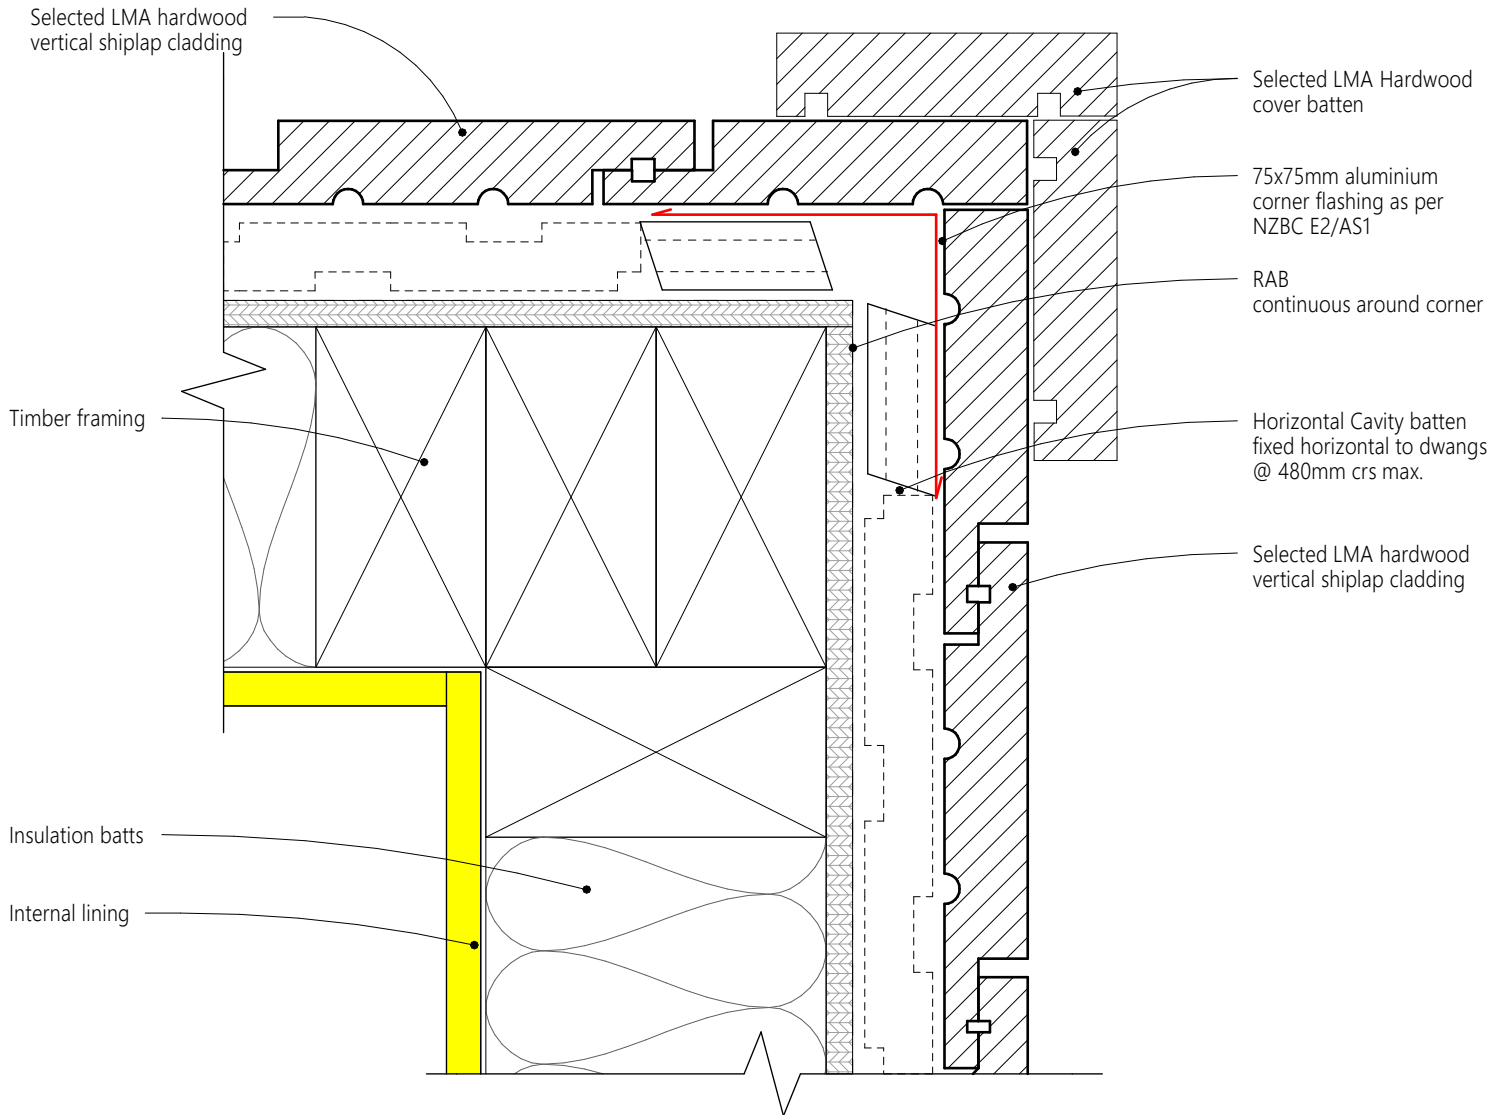 Selected LMA hardwood
vertical shiplap cladding
Selected LMA Hardwood
cover batten
75x75mm aluminium
corner flashing as per
NZBC E2/AS1
RAB
continuous around corner
Timber framing
Horizontal Cavity batten
fixed horizontal to dwangs
@ 480mm crs max.
Selected LMA hardwood
vertical shiplap cladding
Insulation batts
Internal lining